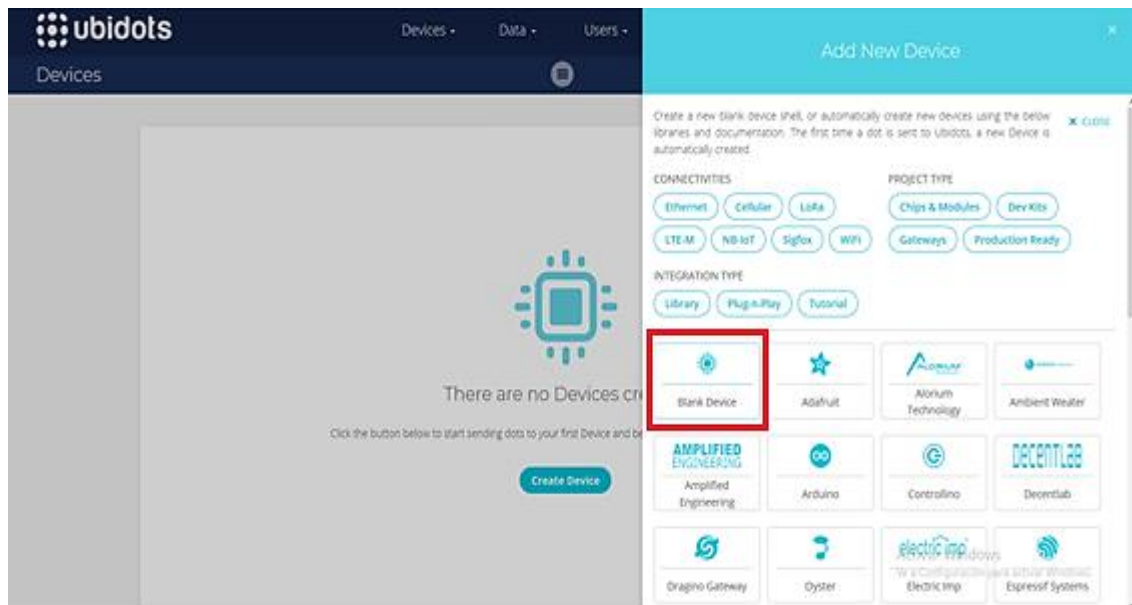 ubidots
Devices
Data
Users
Devices
There are no Devices cr
Click the button below to start sending dots to your first Device and be
Create Device
Add New Device
Create a new blank device shell, or automatically create new devices using the below
libraries and documentation. The first time a dot is sent to Ubidots, a new Device is
automatically created.
× CLOSE
CONNECTIVITIES
Ethernet
Cellular
LoRa
LTE-M
NB-IoT
Sigfox
WiFi
PROJECT TYPE
Chips & Modules
Dev Kits
Gateways
Production Ready
INTEGRATION TYPE
Library
Plug-n-Play
Tutorial
Blank Device
Adafruit
ALORIUM
Alorium
Technology
Ambient Weater
AMPLIFIED
ENGINEERING
Amplified
Engineering
Arduino
Controllino
DECENTLAB
Decentlab
Dragino Gateway
Oyster
electric imp
Electric Imp
Espressif Systems